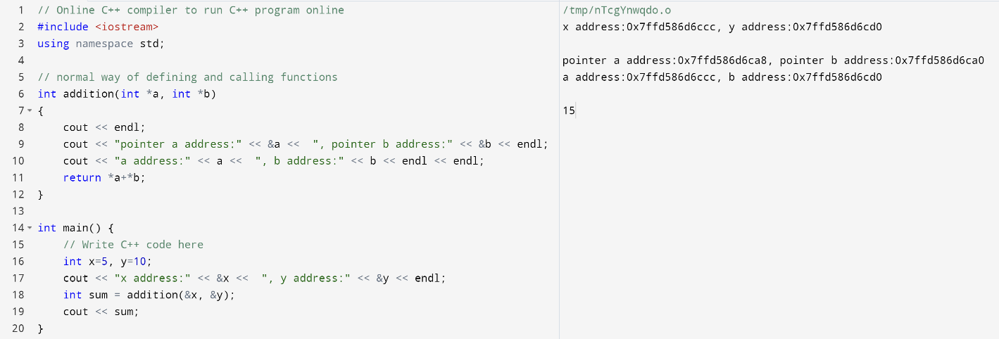 1 // Online C++ compiler to run C++ program online
2 #include <iostream>
3 using namespace std;
4
5 // normal way of defining and calling functions
6 int addition(int *a, int *b)
7 {
8     cout << endl;
9     cout << "pointer a address:" << &a <<  ", pointer b address:" << &b << endl;
10     cout << "a address:" << a <<  ", b address:" << b << endl << endl;
11     return *a+*b;
12 }
13
14 int main() {
15     // Write C++ code here
16     int x=5, y=10;
17     cout << "x address:" << &x <<  ", y address:" << &y << endl;
18     int sum = addition(&x, &y);
19     cout << sum;
20 }
/tmp/nTcgYnwqdo.o
x address:0x7ffd586d6ccc, y address:0x7ffd586d6cd0
pointer a address:0x7ffd586d6ca8, pointer b address:0x7ffd586d6ca0
a address:0x7ffd586d6ccc, b address:0x7ffd586d6cd0
15